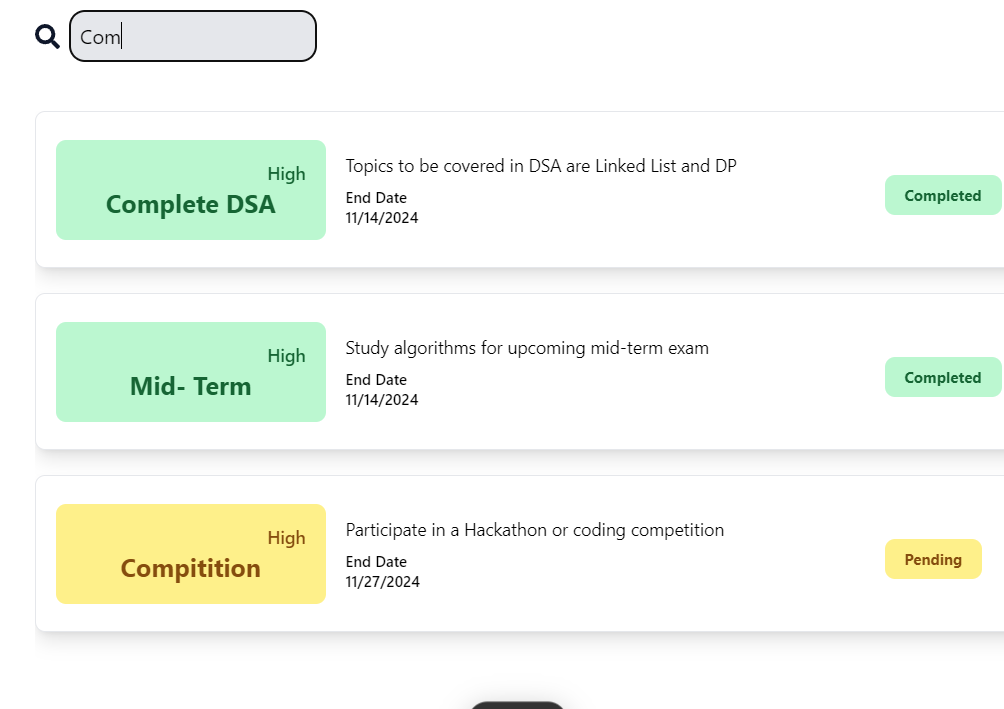 Com
High
Complete DSA
Topics to be covered in DSA are Linked List and DP
End Date
11/14/2024
Completed
High
Mid- Term
Study algorithms for upcoming mid-term exam
End Date
11/14/2024
Completed
High
Compitition
Participate in a Hackathon or coding competition
End Date
11/27/2024
Pending